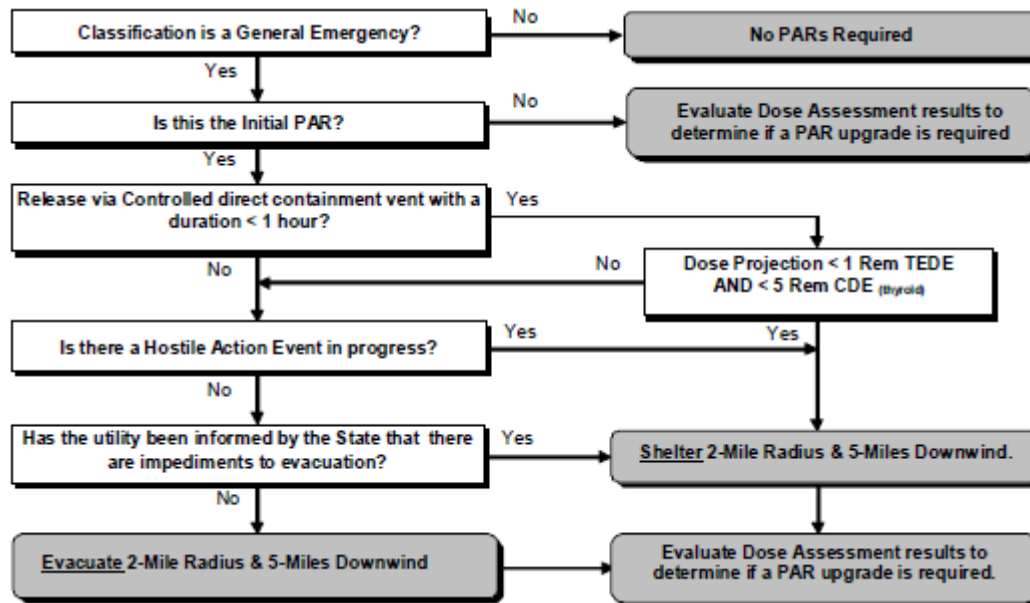 Classification is a General Emergency?
No
No PARs Required
Yes
Is this the Initial PAR?
No
Evaluate Dose Assessment results to
determine if a PAR upgrade is required
Yes
Release via Controlled direct containment vent with a
duration < 1 hour?
Yes
No
No
Dose Projection < 1 Rem TEDE
AND < 5 Rem CDE (thyroid)
Is there a Hostile Action Event in progress?
Yes
Yes
No
Has the utility been informed by the State that there
are impediments to evacuation?
Yes
Shelter 2-Mile Radius & 5-Miles Downwind.
No
Evacuate 2-Mile Radius & 5-Miles Downwind
Evaluate Dose Assessment results to
determine if a PAR upgrade is required.